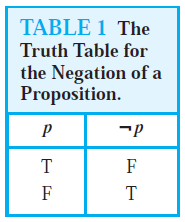 TABLE 1 The
Truth Table for
the Negation of a
Proposition.
p ¬p
T F
F T